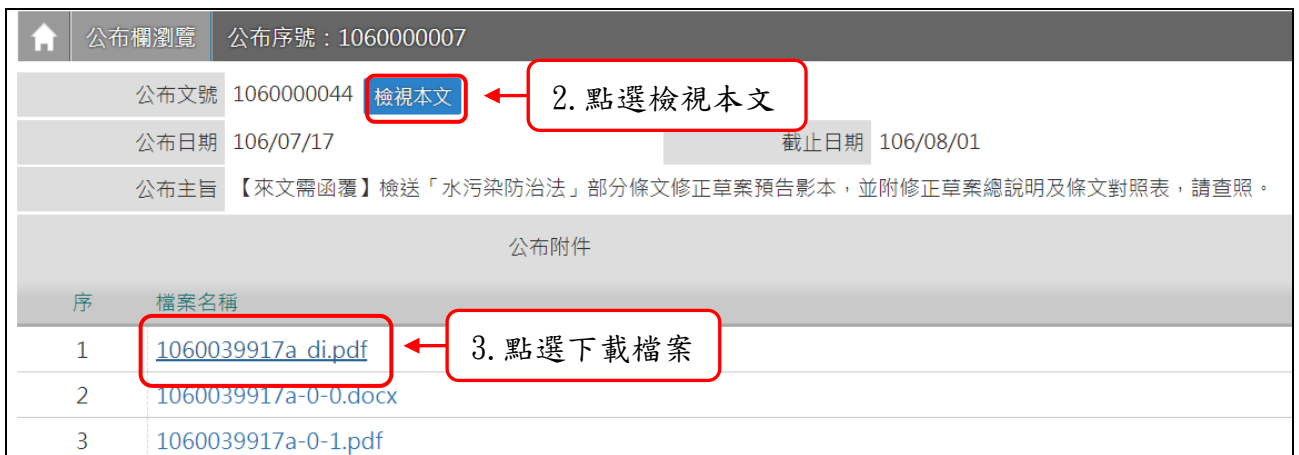 公布欄瀏覽 公布序號：1060000007
公布文號 1060000044 檢視本文 2.點選檢視本文
公布日期 106/07/17 截止日期 106/08/01
公布主旨 【來文需函覆】檢送「水污染防治法」部分條文修正草案預告影本，並附修正草案總說明及條文對照表，請查照。
公布附件
序 檔案名稱
1 1060039917a_di.pdf 3.點選下載檔案
2 1060039917a-0-0.docx
3 1060039917a-0-1.pdf